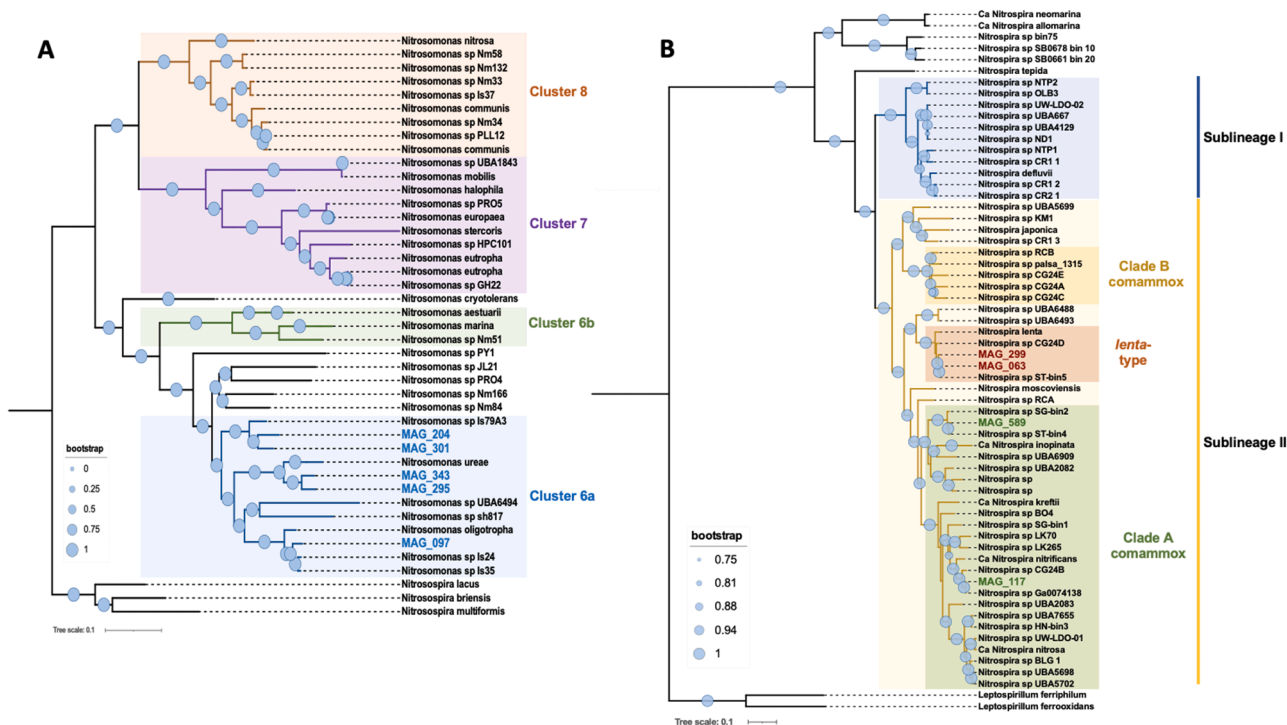 A
Nitrosomonas nitrosa
Nitrosomonas sp Nm58
Nitrosomonas sp Nm132
Nitrosomonas sp Nm33
Nitrosomonas sp Is37
Nitrosomonas communis
Nitrosomonas sp Nm34
Nitrosomonas sp PLL12
Nitrosomonas communis
Cluster 8
Nitrosomonas sp UBA1843
Nitrosomonas mobilis
Nitrosomonas halophila
Nitrosomonas sp PRO5
Nitrosomonas europaea
Nitrosomonas stercoris
Nitrosomonas sp HPC101
Nitrosomonas eutropha
Nitrosomonas eutropha
Nitrosomonas sp GH22
Cluster 7
Nitrosomonas cryotolerans
Nitrosomonas aestuarii
Nitrosomonas marina
Nitrosomonas sp Nm51
Cluster 6b
Nitrosomonas sp PY1
Nitrosomonas sp JL21
Nitrosomonas sp PRO4
Nitrosomonas sp Nm166
Nitrosomonas sp Nm84
Nitrosomonas sp Is79A3
MAG_204
MAG_301
Nitrosomonas ureae
MAG_343
MAG_295
Nitrosomonas sp UBA6494
Nitrosomonas sp sh817
Nitrosomonas oligotropha
MAG_097
Nitrosomonas sp Is24
Nitrosomonas sp Is35
Cluster 6a
Nitrosospira lacus
Nitrosospira briensis
Nitrosospira multiformis
bootstrap
0
0.25
0.5
0.75
1
Tree scale: 0.1
B
Ca Nitrospira neomarina
Ca Nitrospira allomarina
Nitrospira sp bin75
Nitrospira sp SB0678 bin 10
Nitrospira sp SB0661 bin 20
Nitrospira tepida
Nitrospira sp NTP2
Nitrospira sp OLB3
Nitrospira sp UW-LDO-02
Nitrospira sp UBA667
Nitrospira sp UBA4129
Nitrospira sp ND1
Nitrospira sp NTP1
Nitrospira sp CR1 1
Nitrospira defluvii
Nitrospira sp CR1 2
Nitrospira sp CR2 1
Sublineage I
Nitrospira sp UBA5699
Nitrospira sp KM1
Nitrospira japonica
Nitrospira sp CR1 3
Nitrospira sp RCB
Nitrospira sp palsa_1315
Nitrospira sp CG24E
Nitrospira sp CG24A
Nitrospira sp CG24C
Clade B
comammox
Nitrospira sp UBA6488
Nitrospira sp UBA6493
Nitrospira lenta
Nitrospira sp CG24D
MAG_299
MAG_063
Nitrospira sp ST-bin5
lenta-
type
Nitrospira moscoviensis
Nitrospira sp RCA
Nitrospira sp SG-bin2
MAG_589
Nitrospira sp ST-bin4
Ca Nitrospira inopinata
Nitrospira sp UBA6909
Nitrospira sp UBA2082
Nitrospira sp
Nitrospira sp
Ca Nitrospira kreftii
Nitrospira sp BO4
Nitrospira sp SG-bin1
Nitrospira sp LK70
Nitrospira sp LK265
Ca Nitrospira nitrificans
Nitrospira sp CG24B
MAG_117
Nitrospira sp Ga0074138
Nitrospira sp UBA2083
Nitrospira sp UBA7655
Nitrospira sp HN-bin3
Nitrospira sp UW-LDO-01
Ca Nitrospira nitrosa
Nitrospira sp BLG 1
Nitrospira sp UBA5698
Nitrospira sp UBA5702
Clade A
comammox
Sublineage II
Leptospirillum ferriphilum
Leptospirillum ferrooxidans
bootstrap
0.75
0.81
0.88
0.94
1
Tree scale: 0.1